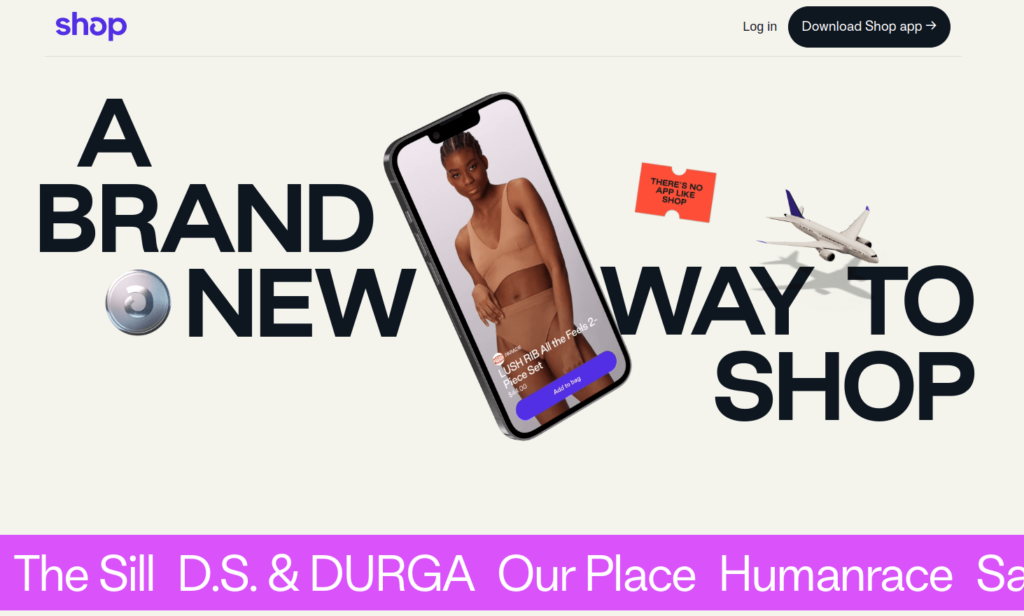 shop
Log in
Download Shop app →
A
BRAND
NEW
WAY TO
SHOP
THERE'S NO
APP LIKE
SHOP
LUSH RIB All the Feels 2-
Piece Set
Add to bag
The Sill D.S. & DURGA Our Place Humanrace Sa